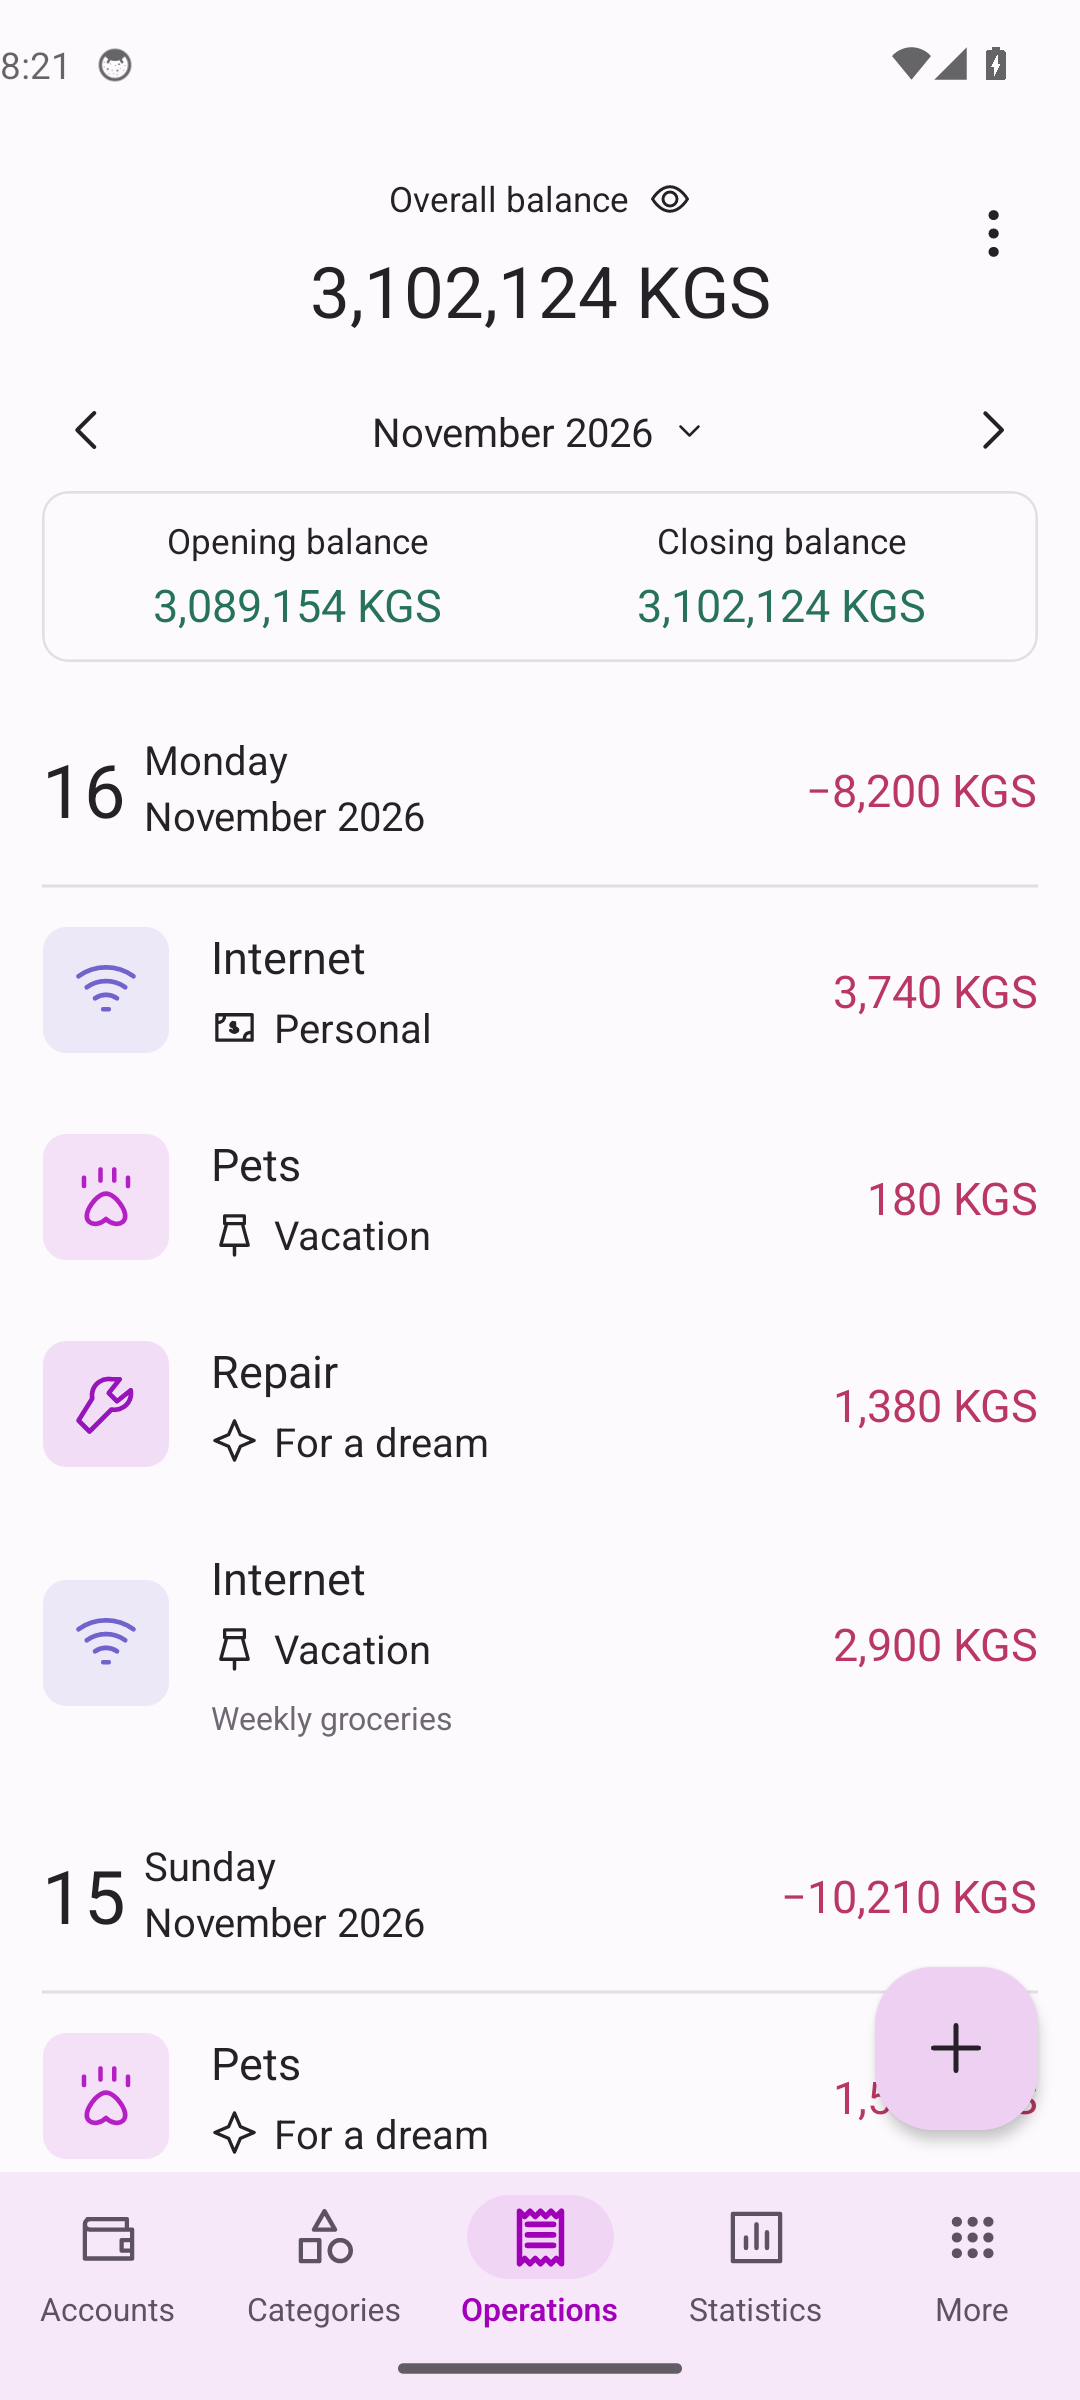 8:21
Overall balance
3,102,124 KGS
November 2026
Opening balance
3,089,154 KGS
Closing balance
3,102,124 KGS
16
Monday
November 2026
−8,200 KGS
Internet
Personal
3,740 KGS
Pets
Vacation
180 KGS
Repair
For a dream
1,380 KGS
Internet
Vacation
Weekly groceries
2,900 KGS
15
Sunday
November 2026
−10,210 KGS
Pets
For a dream
Accounts
Categories
Operations
Statistics
More